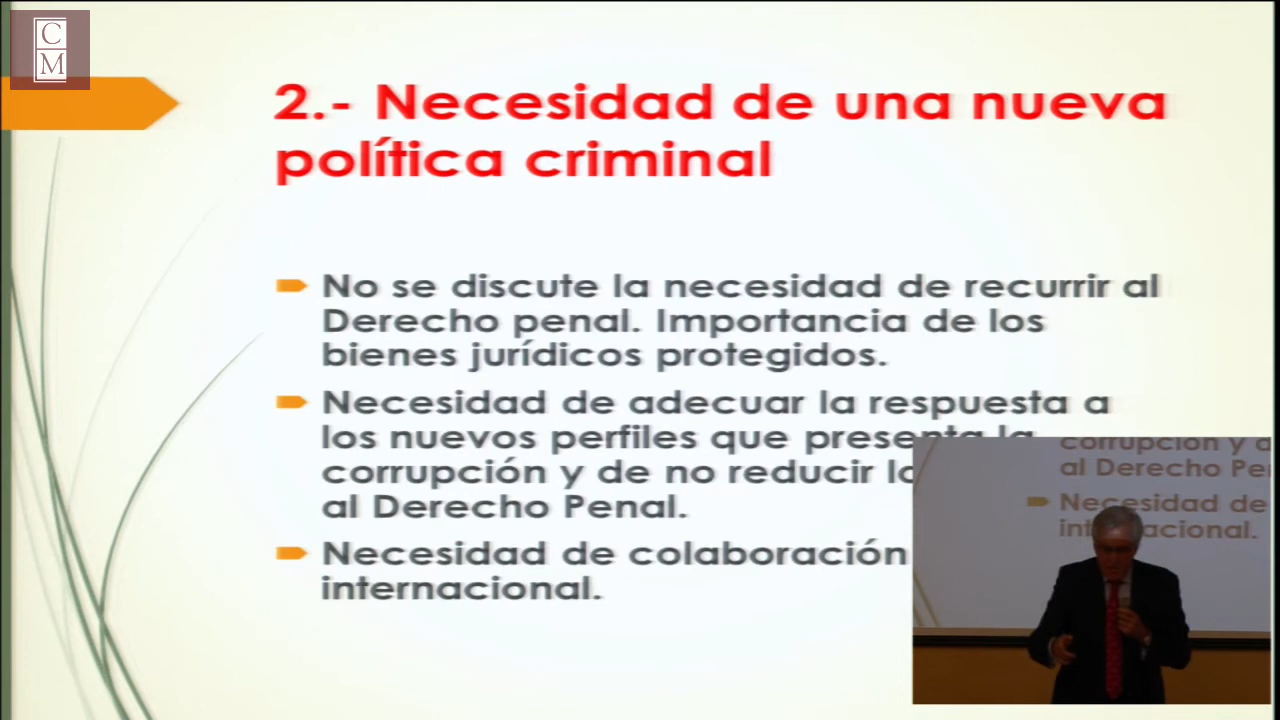 C
M
2.- Necesidad de una nueva
política criminal
No se discute la necesidad de recurrir al
Derecho penal. Importancia de los
bienes jurídicos protegidos.
Necesidad de adecuar la respuesta a
los nuevos perfiles que presenta la
corrupción y de no reducir
al Derecho Penal.
Necesidad de colaboración
internacional.
corrupción y
al Derecho
Necesidad de
internacional.